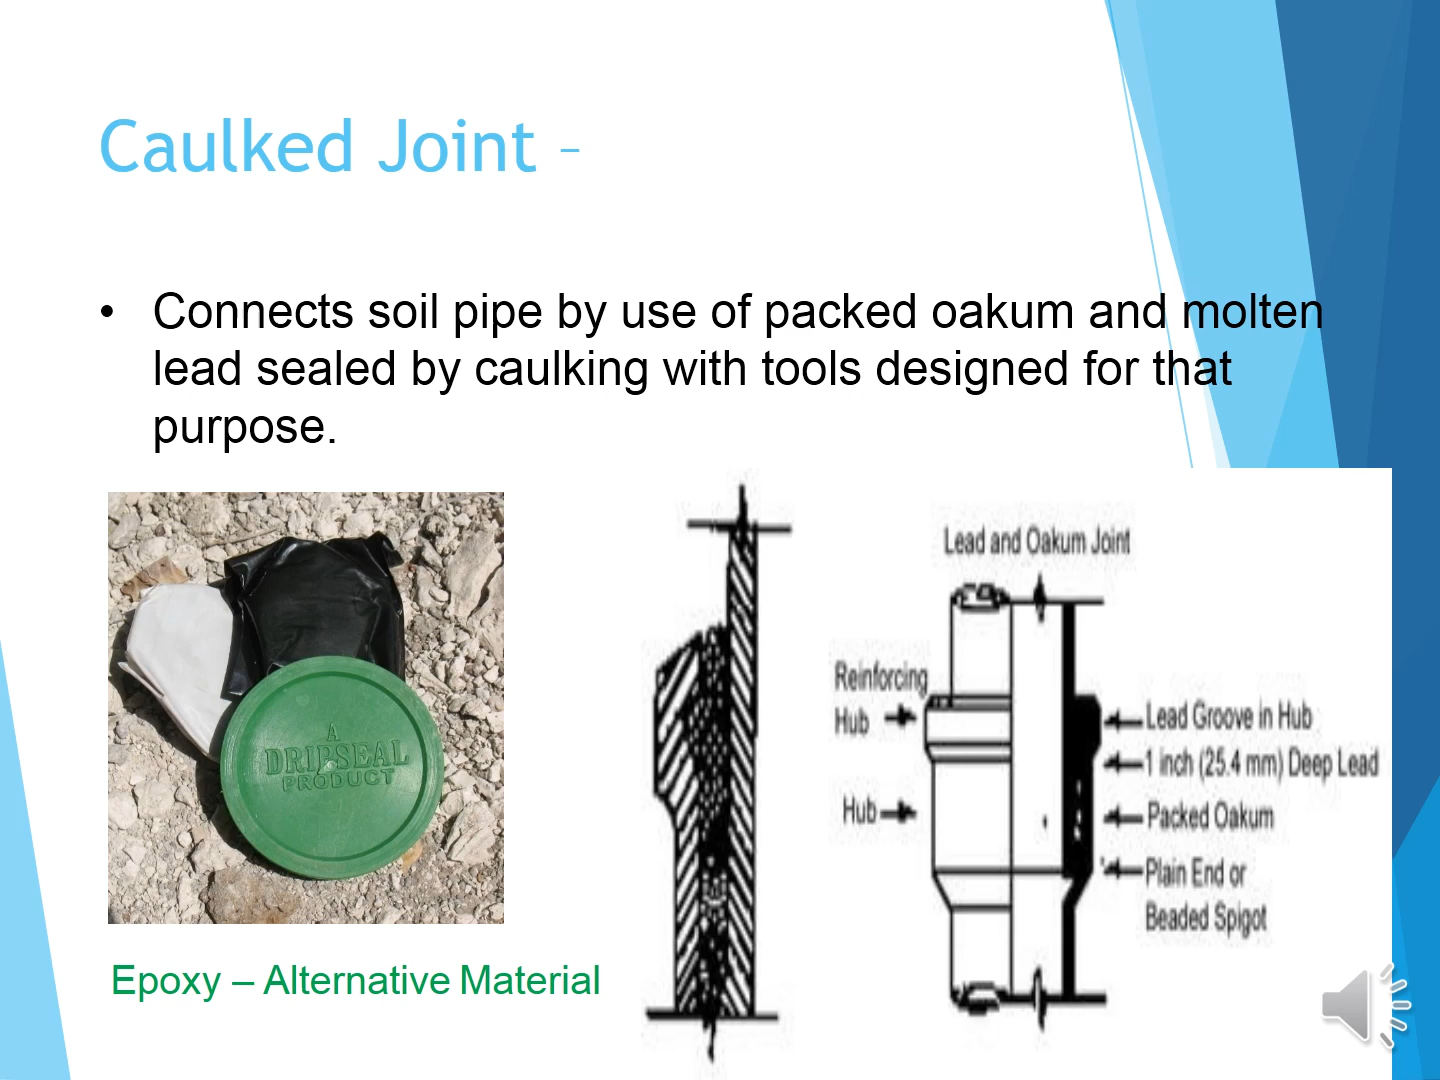 Caulked Joint –
• Connects soil pipe by use of packed oakum and molten
lead sealed by caulking with tools designed for that
purpose.
A
DRIPSEAL
PRODUCT
Epoxy – Alternative Material
Lead and Oakum Joint
Reinforcing
Hub
Hub
Lead Groove in Hub
1 inch (25.4 mm) Deep Lead
Packed Oakum
Plain End or
Beaded Spigot